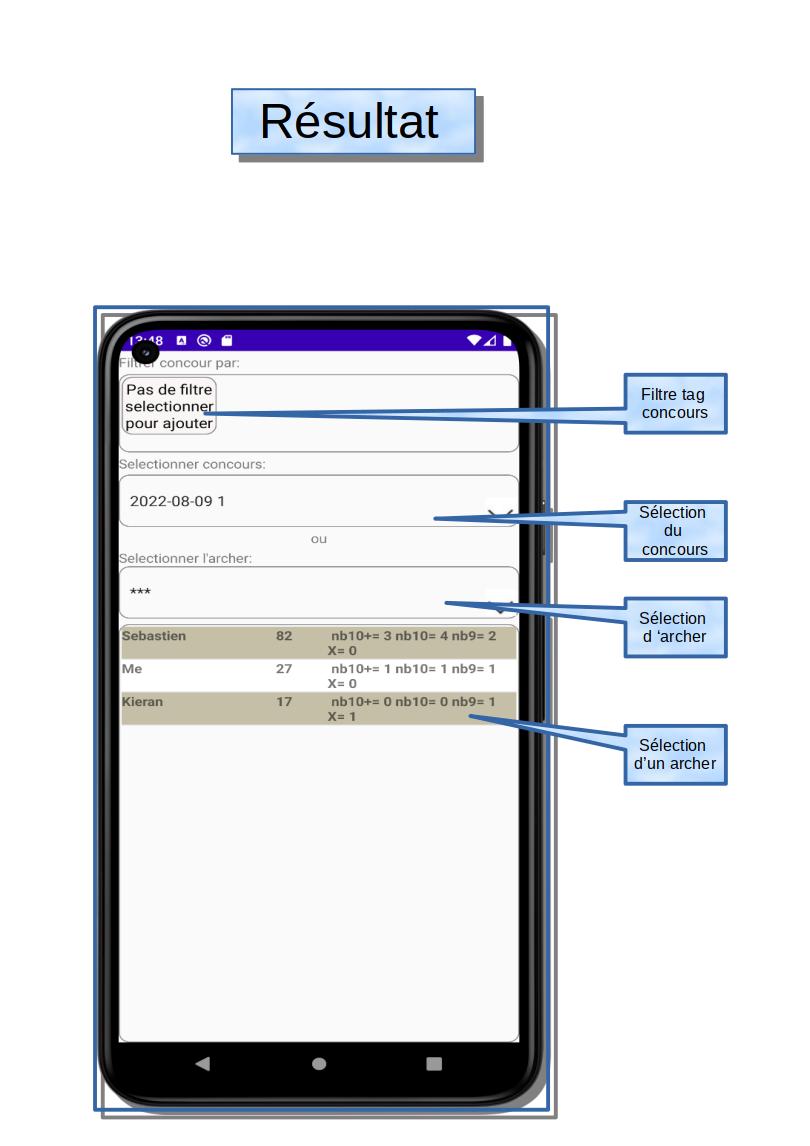 Résultat
13:48
Filtrer concour par:
Pas de filtre
selectionner
pour ajouter
Filtre tag
concours
Selectionner concours:
2022-08-09 1
Sélection
du
concours
ou
Selectionner l'archer:
***
Sélection
d ‘archer
Sebastien 82 nb10+= 3 nb10= 4 nb9= 2
X= 0
Me 27 nb10+= 1 nb10= 1 nb9= 1
X= 0
Kieran 17 nb10+= 0 nb10= 0 nb9= 1
X= 1
Sélection
d’un archer